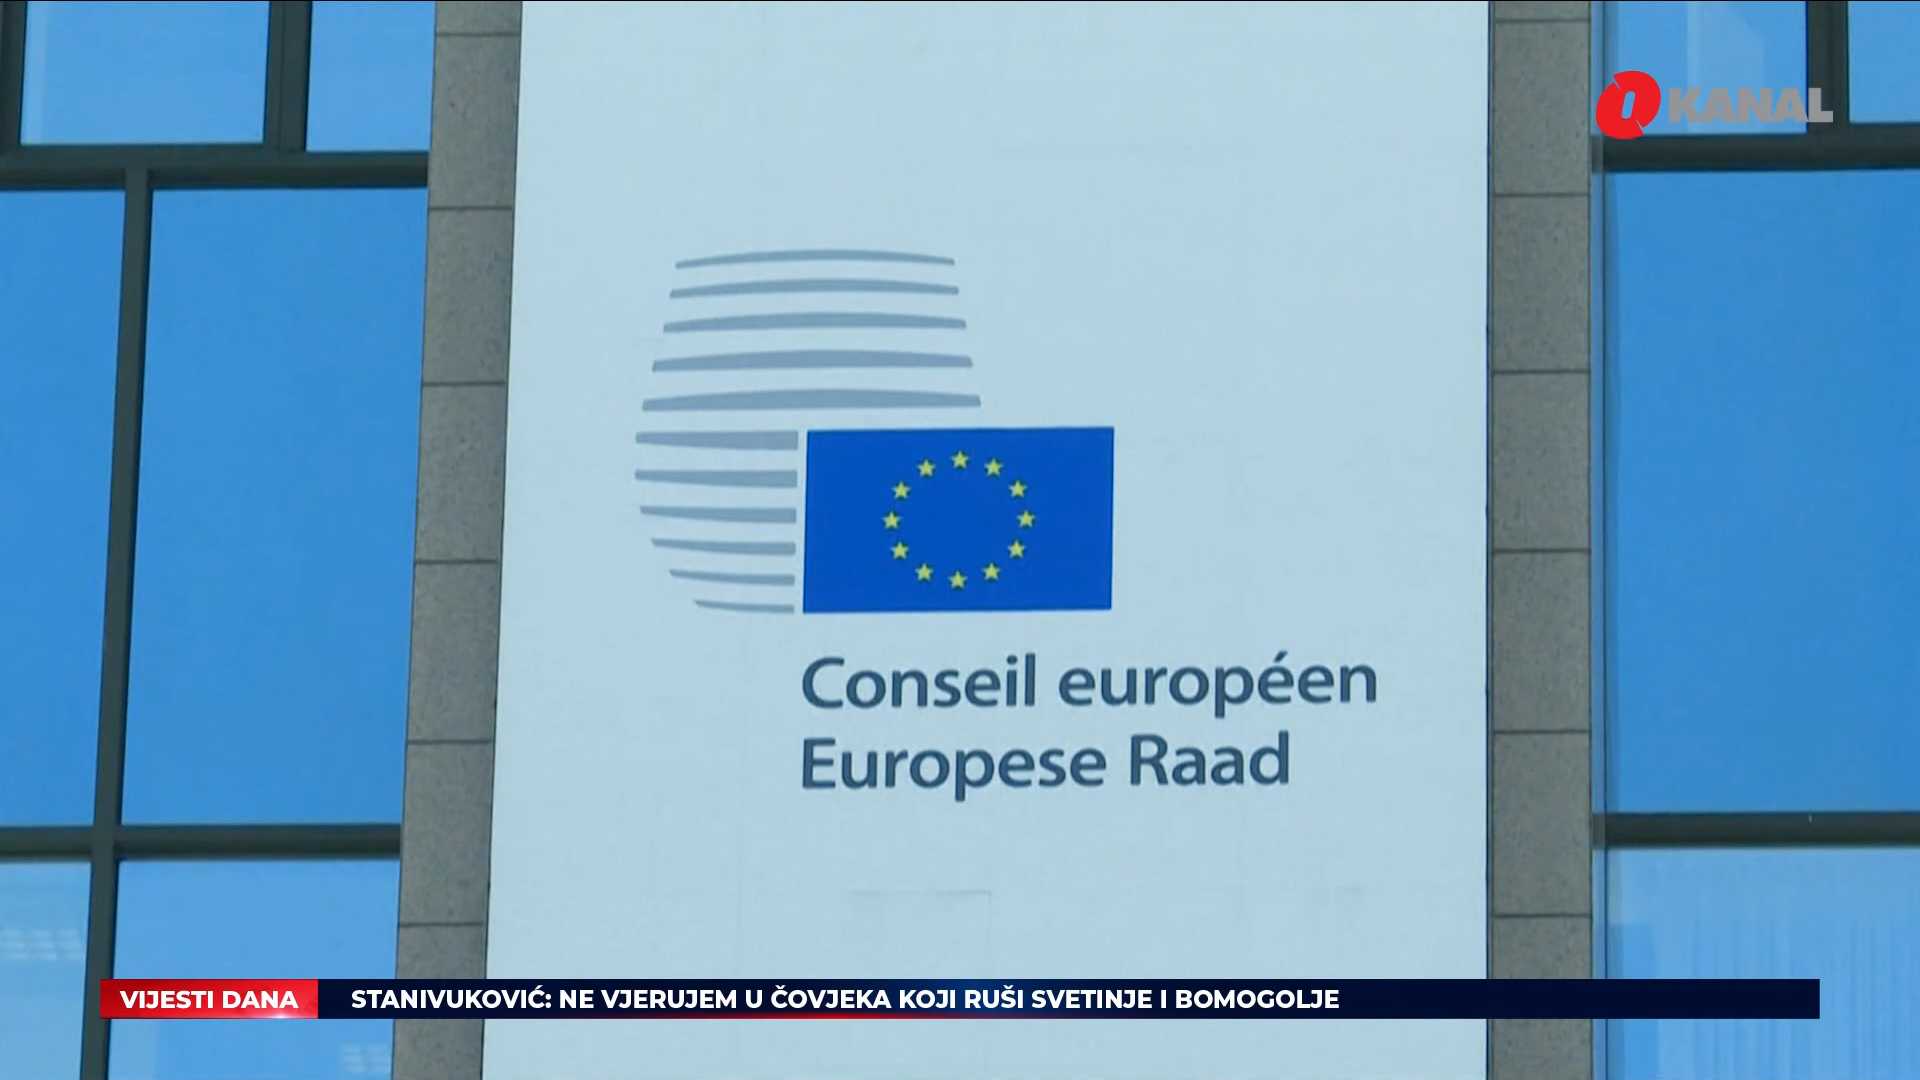 O KANAL
Conseil européen
Europese Raad
VIJESTI DANA
STANIVUKOVIĆ: NE VJERUJEM U ČOVJEKA KOJI RUŠI SVETINJE I BOMOGOLJE